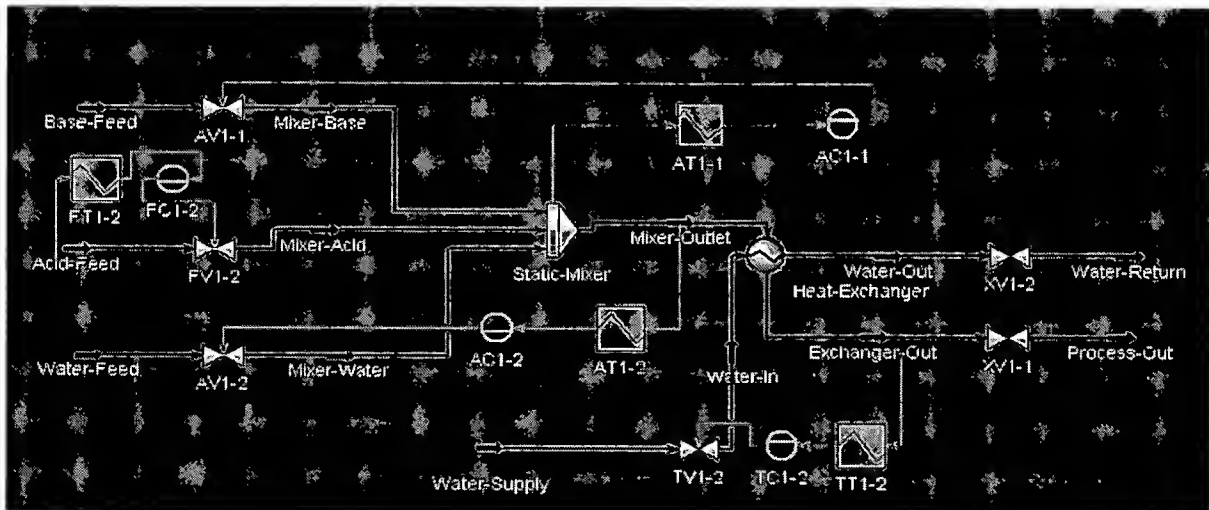 Base-Feed
AV1-1
Mixer-Base
AT1-1
AC1-1
FT1-2
FC1-2
Acid-Feed
FV1-2
Mixer-Acid
Static-Mixer
Mixer-Outlet
Water-Out
Heat-Exchanger
XV1-2
Water-Return
Water-Feed
AV1-2
Mixer-Water
AC1-2
AT1-2
Water-In
Exchanger-Out
XV1-1
Process-Out
Water-Supply
TV1-2
TC1-2
TT1-2